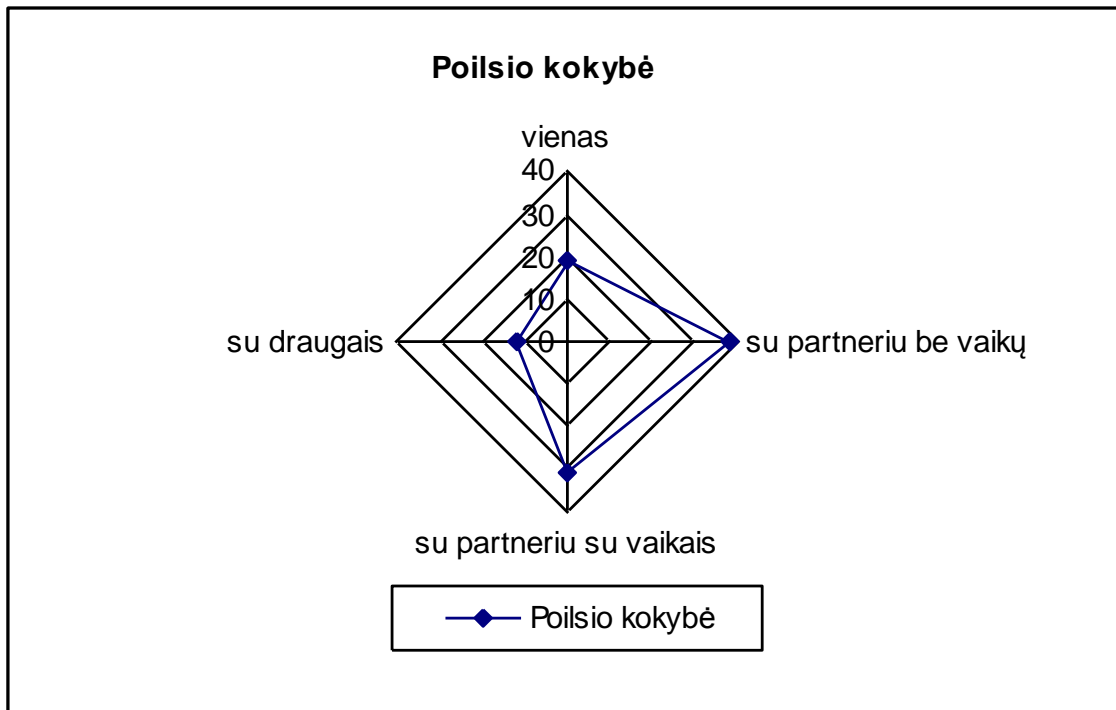 Poilsio kokybė
vienas
40
30
20
10
0
su draugais
su partneriu be vaikų
su partneriu su vaikais
Poilsio kokybė